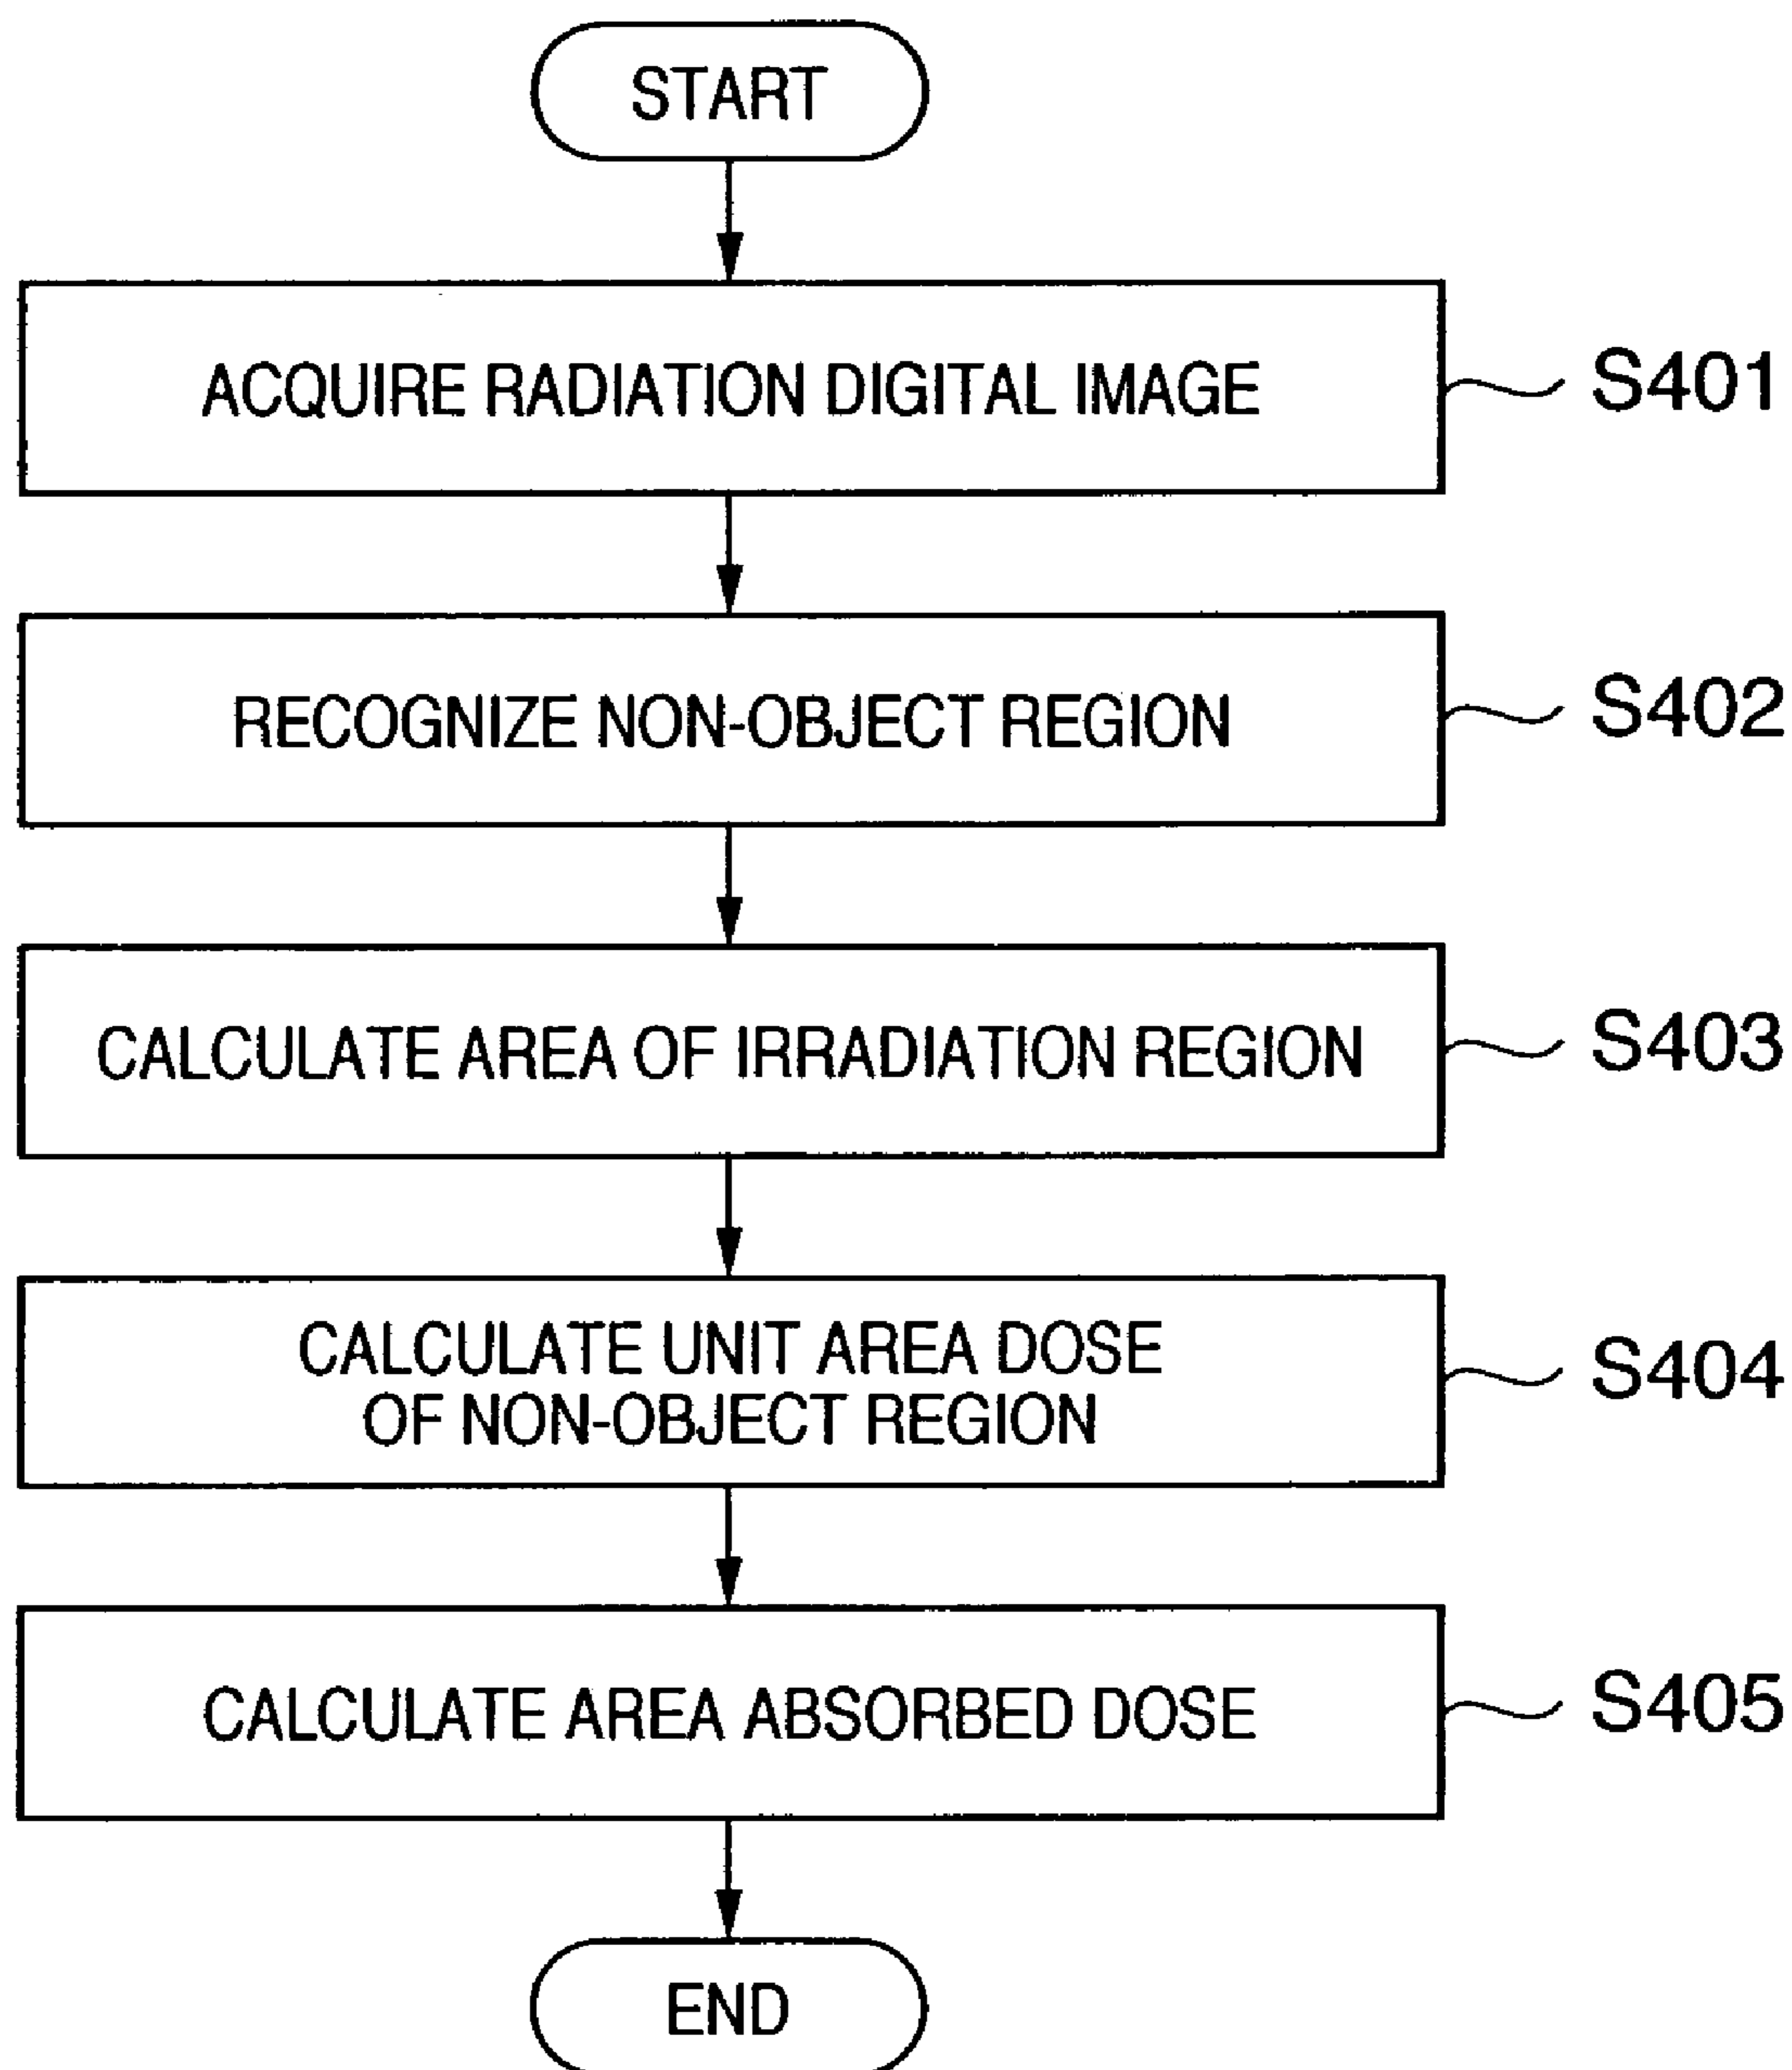 START
ACQUIRE RADIATION DIGITAL IMAGE
S401
RECOGNIZE NON-OBJECT REGION
S402
CALCULATE AREA OF IRRADIATION REGION
S403
CALCULATE UNIT AREA DOSE
OF NON-OBJECT REGION
S404
CALCULATE AREA ABSORBED DOSE
S405
END